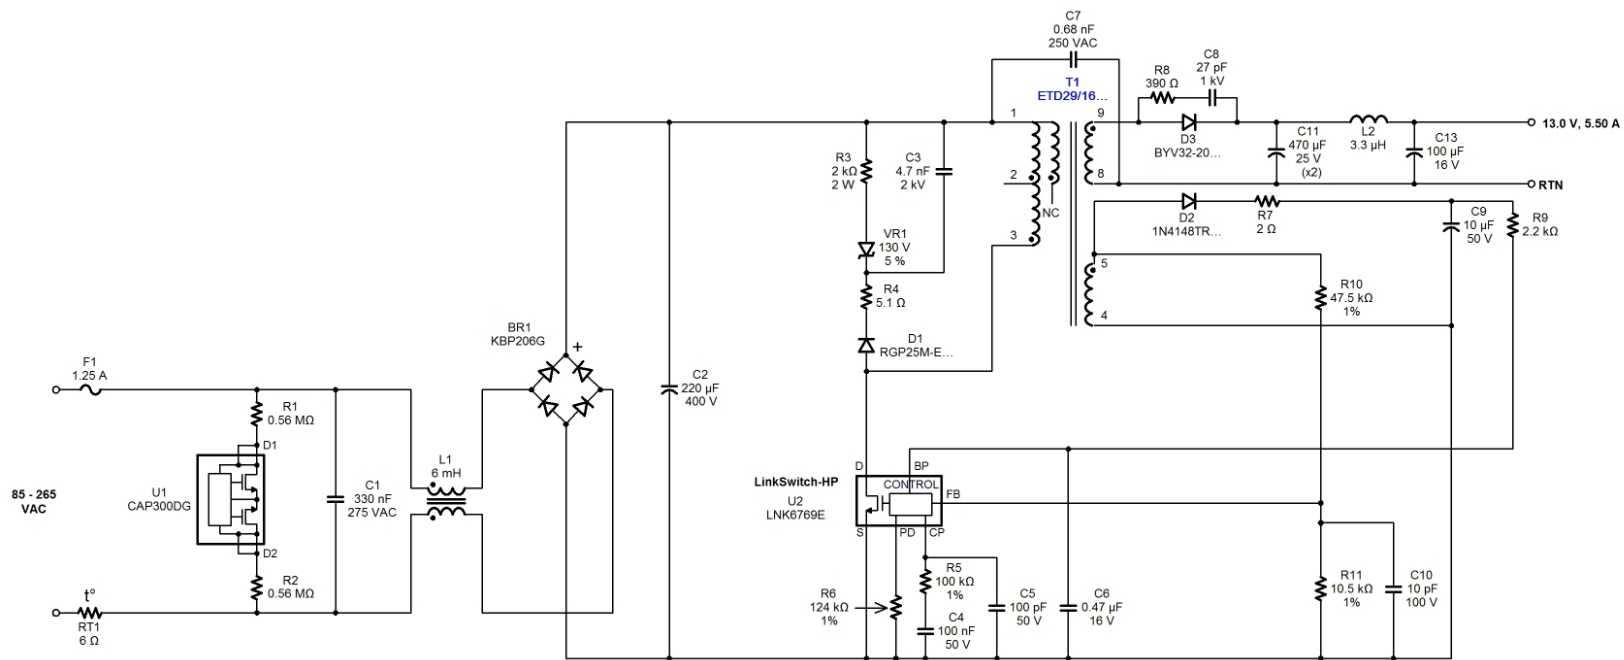 C7
0.68 nF
250 VAC
T1
ETD29/16...
R8
390 Ω
C8
27 pF
1 kV
1
9
13.0 V, 5.50 A
D3
BYV32-20...
C11
470 µF
25 V
(x2)
L2
3.3 µH
C13
100 µF
16 V
R3
2 kΩ
2 W
C3
4.7 nF
2 kV
2
8
RTN
NC
D2
1N4148TR...
R7
2 Ω
C9
10 µF
50 V
R9
2.2 kΩ
3
VR1
130 V
5 %
5
R4
5.1 Ω
R10
47.5 kΩ
1%
4
BR1
KBP206G
+
D1
RGP25M-E...
F1
1.25 A
C2
220 µF
400 V
R1
0.56 MΩ
D1
L1
6 mH
U1
CAP300DG
C1
330 nF
275 VAC
85 - 265
VAC
D2
R2
0.56 MΩ
t°
RT1
6 Ω
D
BP
LinkSwitch-HP
U2
LNK6769E
CONTROL
FB
S
PD
CP
R6
124 kΩ
1%
R5
100 kΩ
1%
C4
100 nF
50 V
C5
100 pF
50 V
C6
0.47 µF
16 V
R11
10.5 kΩ
1%
C10
10 pF
100 V